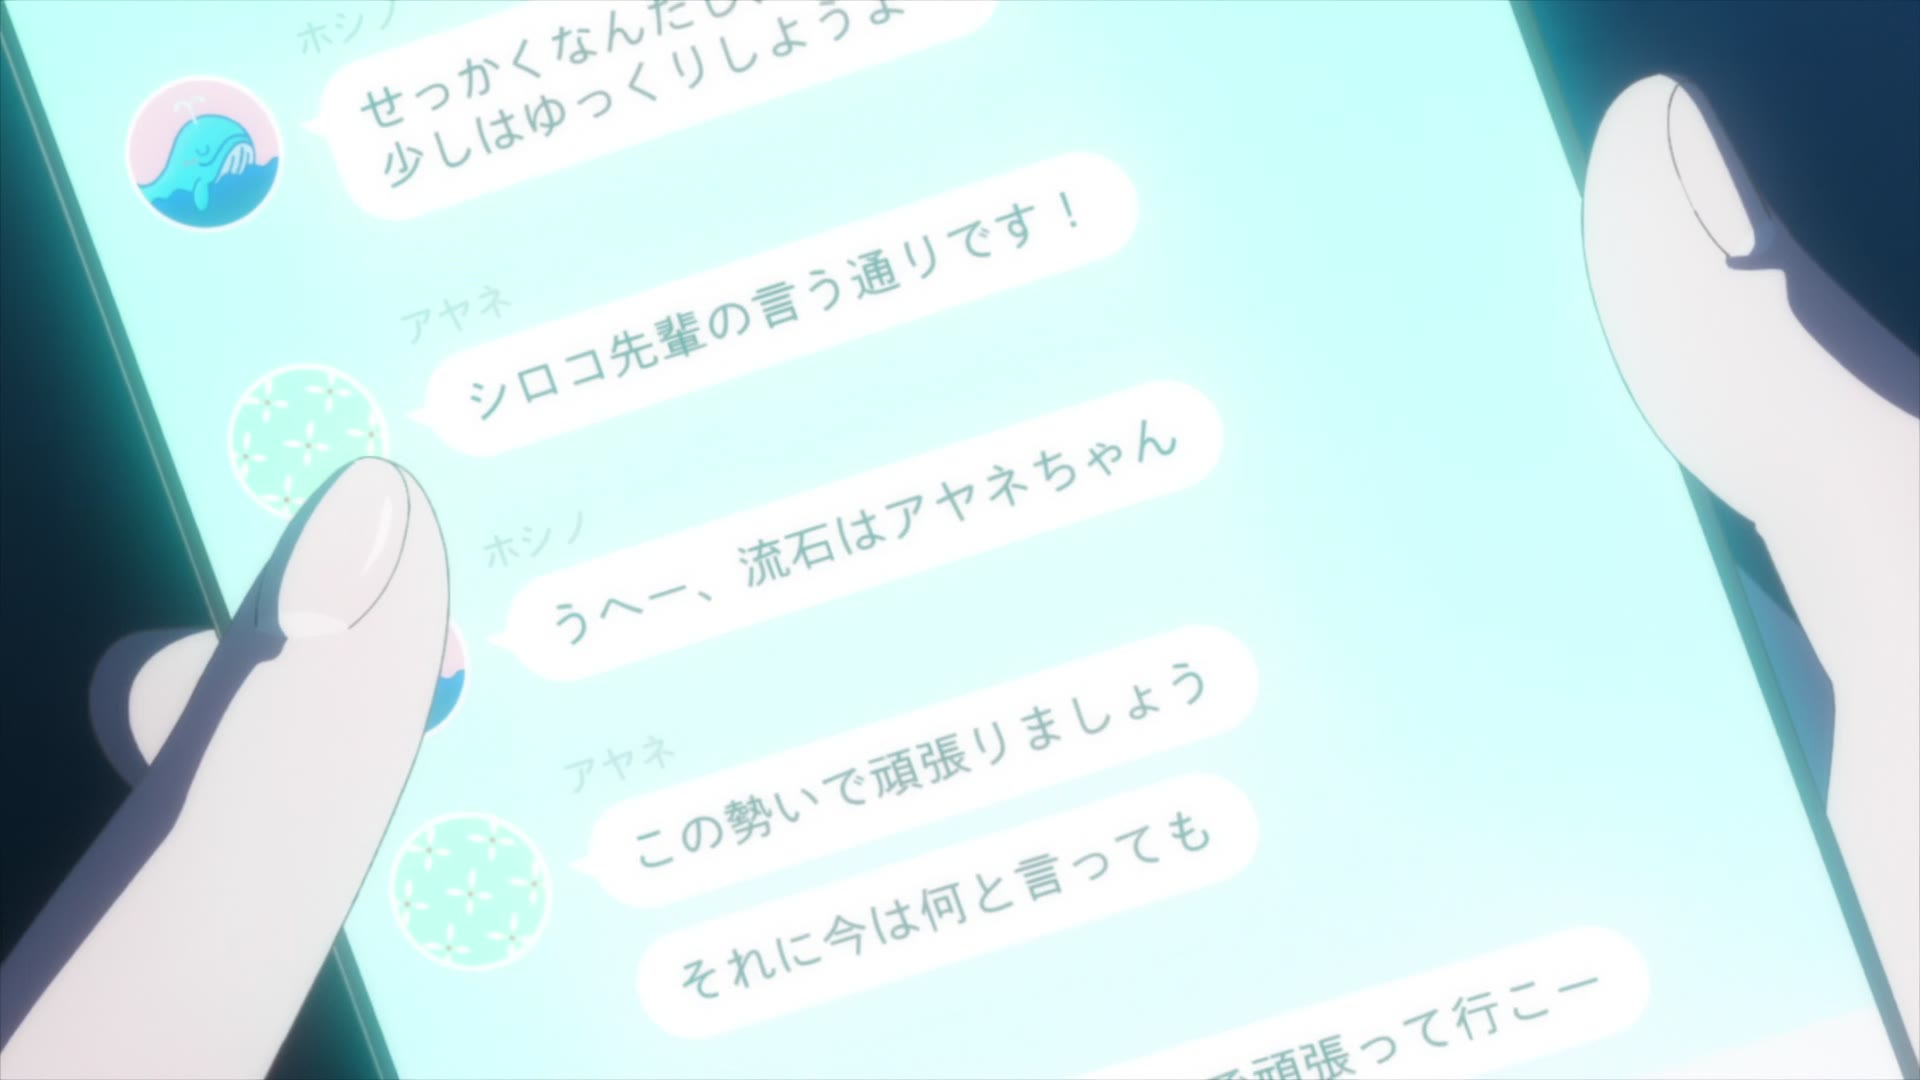 ホシノ
せっかくなんだし
少しはゆっくりしようよ
アヤネ
シロコ先輩の言う通りです！
ホシノ
うへー、流石はアヤネちゃん
アヤネ
この勢いで頑張りましょう
それに今は何と言っても
頑張って行こー